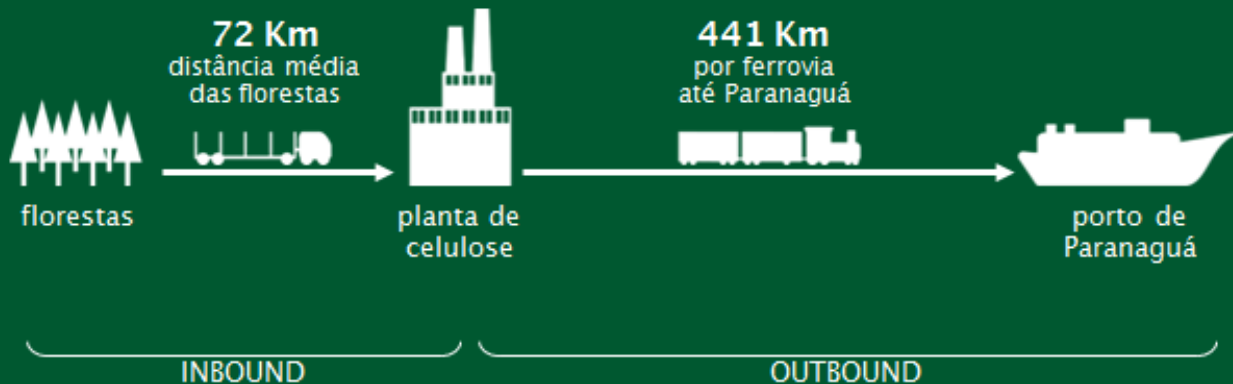 72 Km
distância média
das florestas
441 Km
por ferrovia
até Paranaguá
florestas
planta de
celulose
porto de
Paranaguá
INBOUND
OUTBOUND